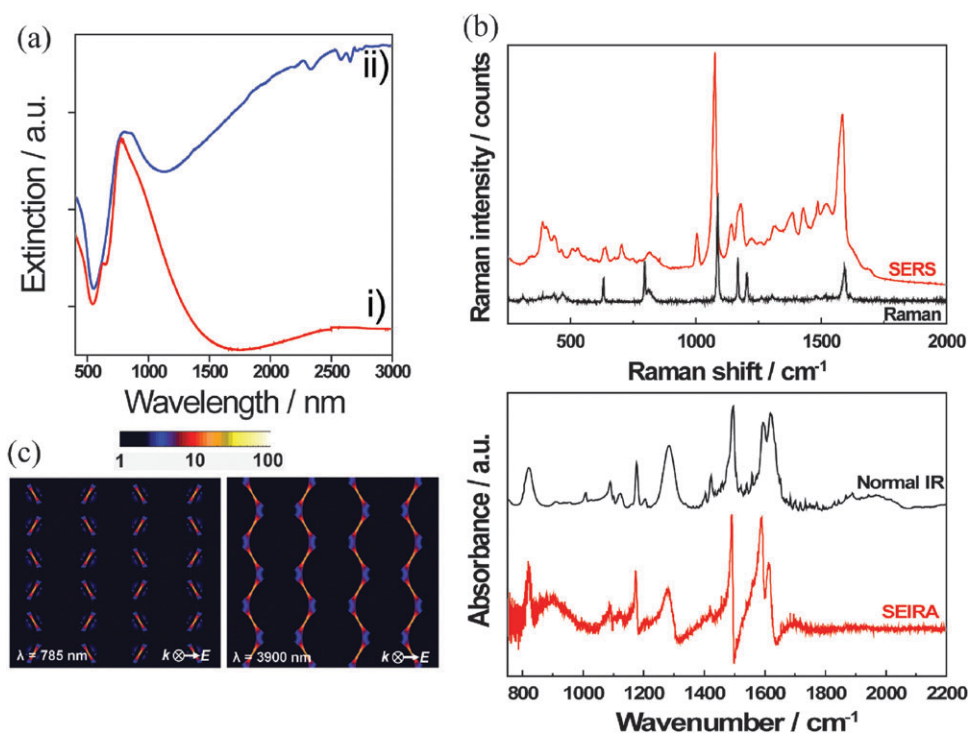 (a)
Extinction / a.u.
ii)
i)
500 1000 1500 2000 2500 3000
Wavelength / nm
(b)
Raman intensity / counts
SERS
Raman
500 1000 1500 2000
Raman shift / cm⁻¹
1 10 100
(c)
λ = 785 nm
k⊗→E
λ = 3900 nm
k⊗→E
Absorbance / a.u.
Normal IR
SEIRA
800 1000 1200 1400 1600 1800 2000 2200
Wavenumber / cm⁻¹